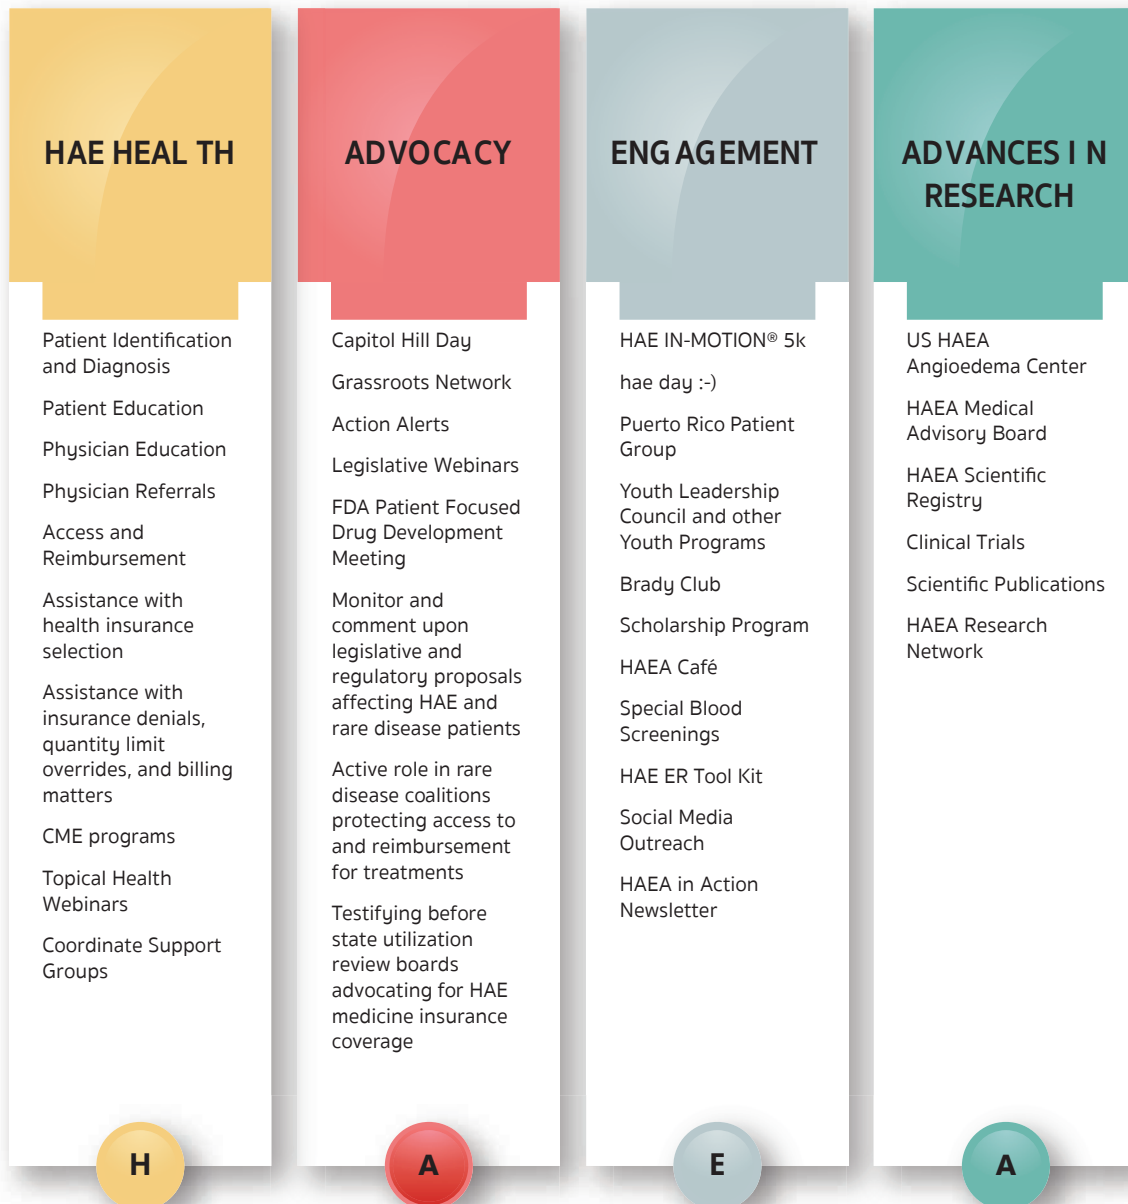 HAE HEALTH
Patient Identification
and Diagnosis
Patient Education
Physician Education
Physician Referrals
Access and
Reimbursement
Assistance with
health insurance
selection
Assistance with
insurance denials,
quantity limit
overrides, and billing
matters
CME programs
Topical Health
Webinars
Coordinate Support
Groups
H
ADVOCACY
Capitol Hill Day
Grassroots Network
Action Alerts
Legislative Webinars
FDA Patient Focused
Drug Development
Meeting
Monitor and
comment upon
legislative and
regulatory proposals
affecting HAE and
rare disease patients
Active role in rare
disease coalitions
protecting access to
and reimbursement
for treatments
Testifying before
state utilization
review boards
advocating for HAE
medicine insurance
coverage
A
ENGAGEMENT
HAE IN-MOTION® 5k
hae day :-)
Puerto Rico Patient
Group
Youth Leadership
Council and other
Youth Programs
Brady Club
Scholarship Program
HAEA Café
Special Blood
Screenings
HAE ER Tool Kit
Social Media
Outreach
HAEA in Action
Newsletter
E
ADVANCES IN
RESEARCH
US HAEA
Angioedema Center
HAEA Medical
Advisory Board
HAEA Scientific
Registry
Clinical Trials
Scientific Publications
HAEA Research
Network
A